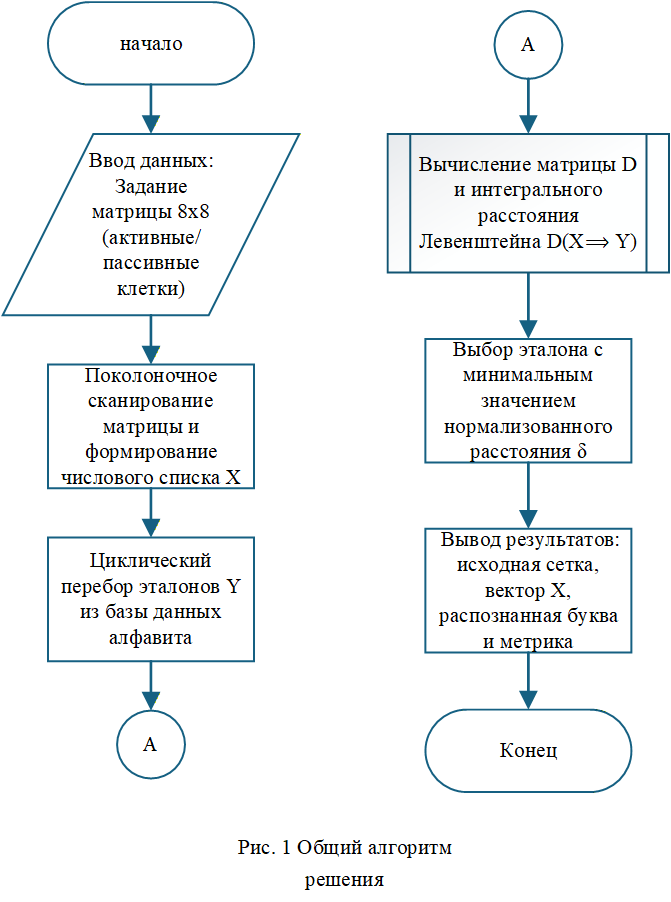 начало
Ввод данных:
Задание
матрицы 8х8
(активные/
пассивные
клетки)
Поколоночное
сканирование
матрицы и
формирование
числового списка X
Циклический
перебор эталонов Y
из базы данных
алфавита
А
А
Вычисление матрицы D
и интегрального
расстояния
Левенштейна D(X⟹ Y)
Выбор эталона с
минимальным
значением
нормализованного
расстояния δ
Вывод результатов:
исходная сетка,
вектор X,
распознанная буква
и метрика
Конец
Рис. 1 Общий алгоритм
решения